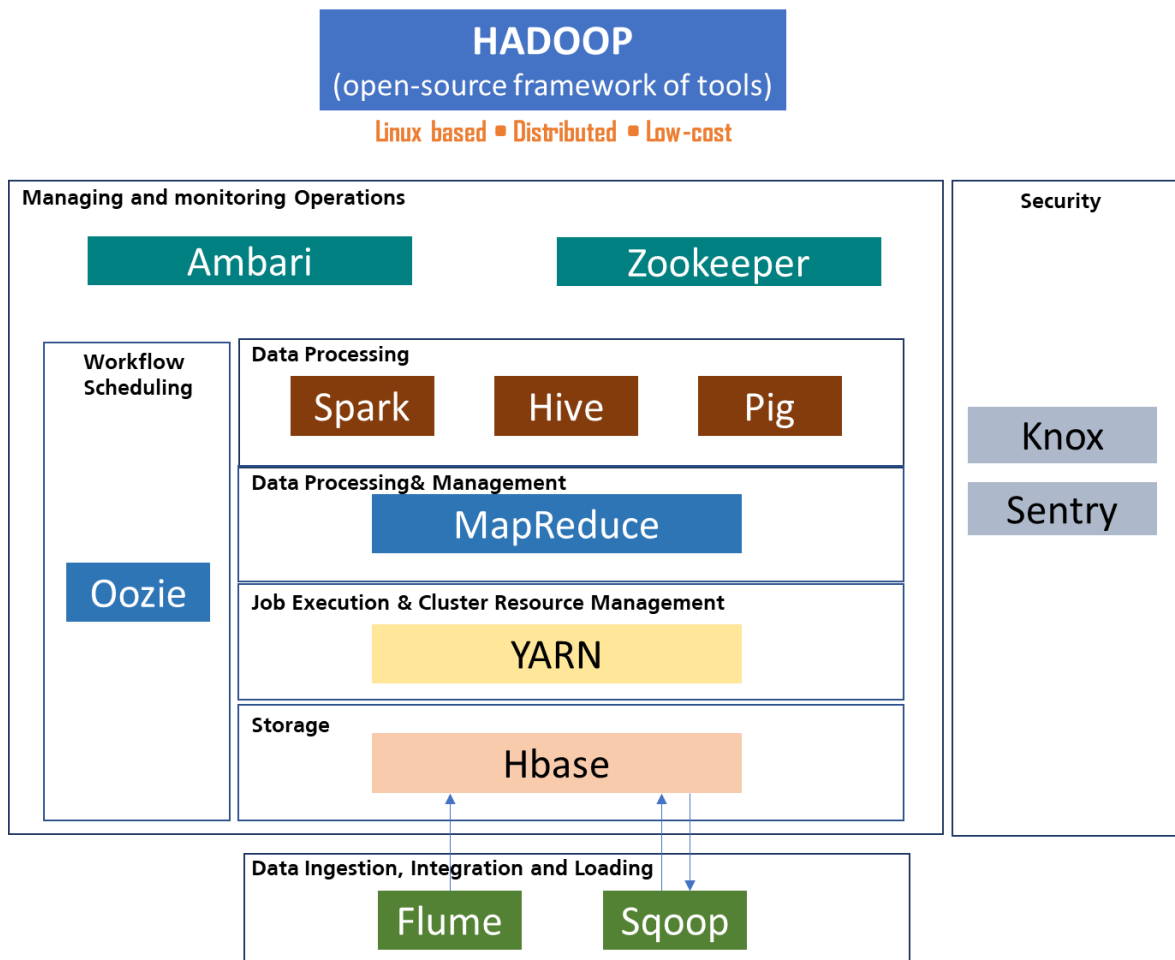 HADOOP
(open-source framework of tools)
Linux based ▪ Distributed ▪ Low-cost
Managing and monitoring Operations
Ambari
Zookeeper
Workflow
Scheduling
Oozie
Data Processing
Spark
Hive
Pig
Data Processing& Management
MapReduce
Job Execution & Cluster Resource Management
YARN
Storage
Hbase
Security
Knox
Sentry
Data Ingestion, Integration and Loading
Flume
Sqoop